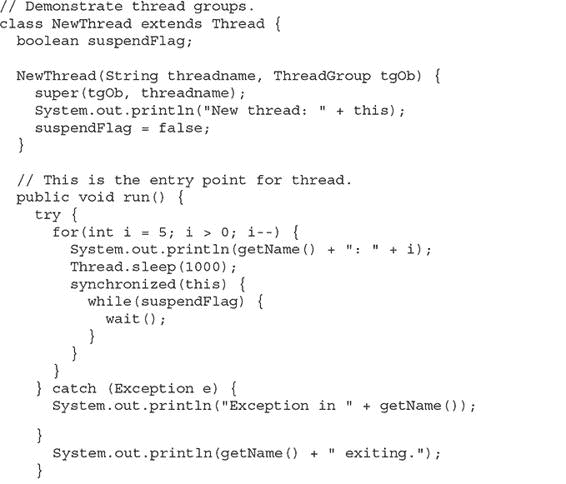 // Demonstrate thread groups.
class NewThread extends Thread {
  boolean suspendFlag;

  NewThread(String threadname, ThreadGroup tgOb) {
    super(tgOb, threadname);
    System.out.println("New thread: " + this);
    suspendFlag = false;
  }

  // This is the entry point for thread.
  public void run() {
    try {
      for(int i = 5; i > 0; i--) {
        System.out.println(getName() + ": " + i);
        Thread.sleep(1000);
        synchronized(this) {
          while(suspendFlag) {
            wait();
          }
        }
      }
    } catch (Exception e) {
      System.out.println("Exception in " + getName());

    }
      System.out.println(getName() + " exiting.");
    }